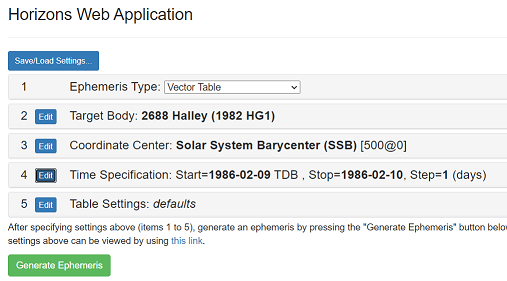 Horizons Web Application
Save/Load Settings...
1 Ephemeris Type: Vector Table
2 Edit Target Body: 2688 Halley (1982 HG1)
3 Edit Coordinate Center: Solar System Barycenter (SSB) [500@0]
4 Edit Time Specification: Start=1986-02-09 TDB , Stop=1986-02-10, Step=1 (days)
5 Edit Table Settings: defaults
After specifying settings above (items 1 to 5), generate an ephemeris by pressing the "Generate Ephemeris" button
settings above can be viewed by using this link.
Generate Ephemeris